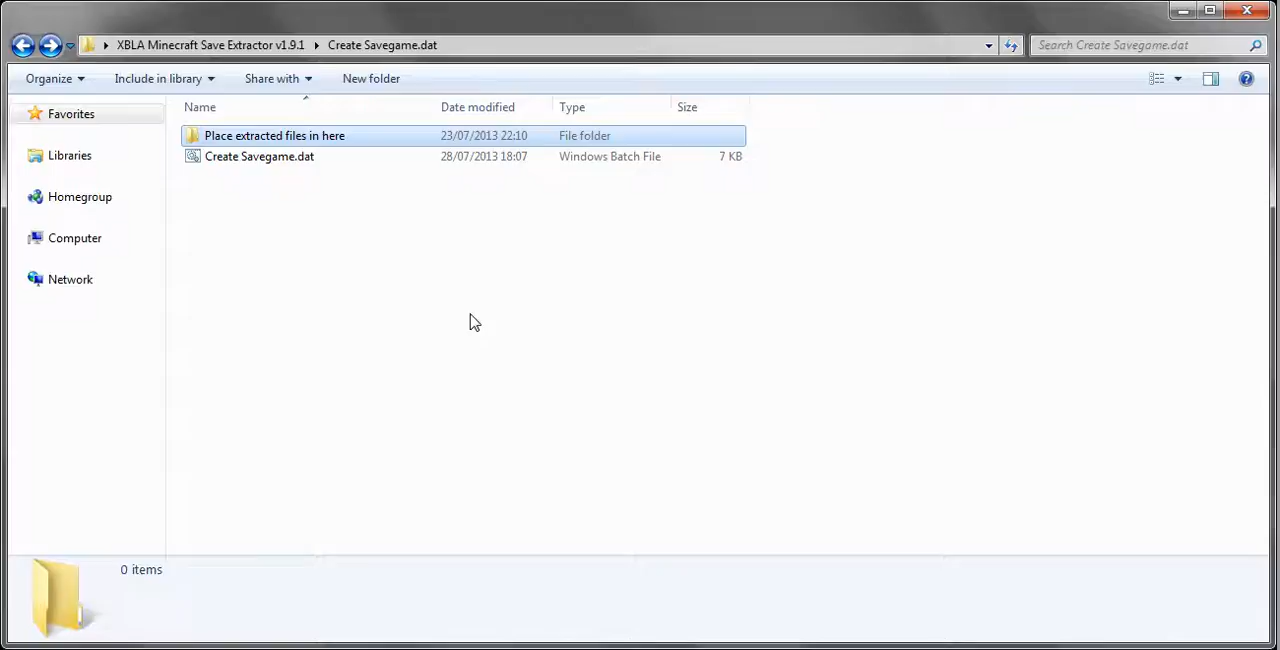 XBLA Minecraft Save Extractor v1.9.1 Create Savegame.dat Search Create Savegame.dat
Organize Include in library Share with New folder
Name Date modified Type Size
Favorites
Libraries
Homegroup
Computer
Network
Place extracted files in here 23/07/2013 22:10 File folder
Create Savegame.dat 28/07/2013 18:07 Windows Batch File 7 KB
0 items